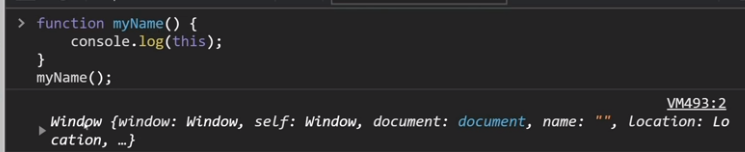 > function myName() {
console.log(this);
}
myName();
VM493:2
Window {window: Window, self: Window, document: document, name: "", location: Lo
cation, …}